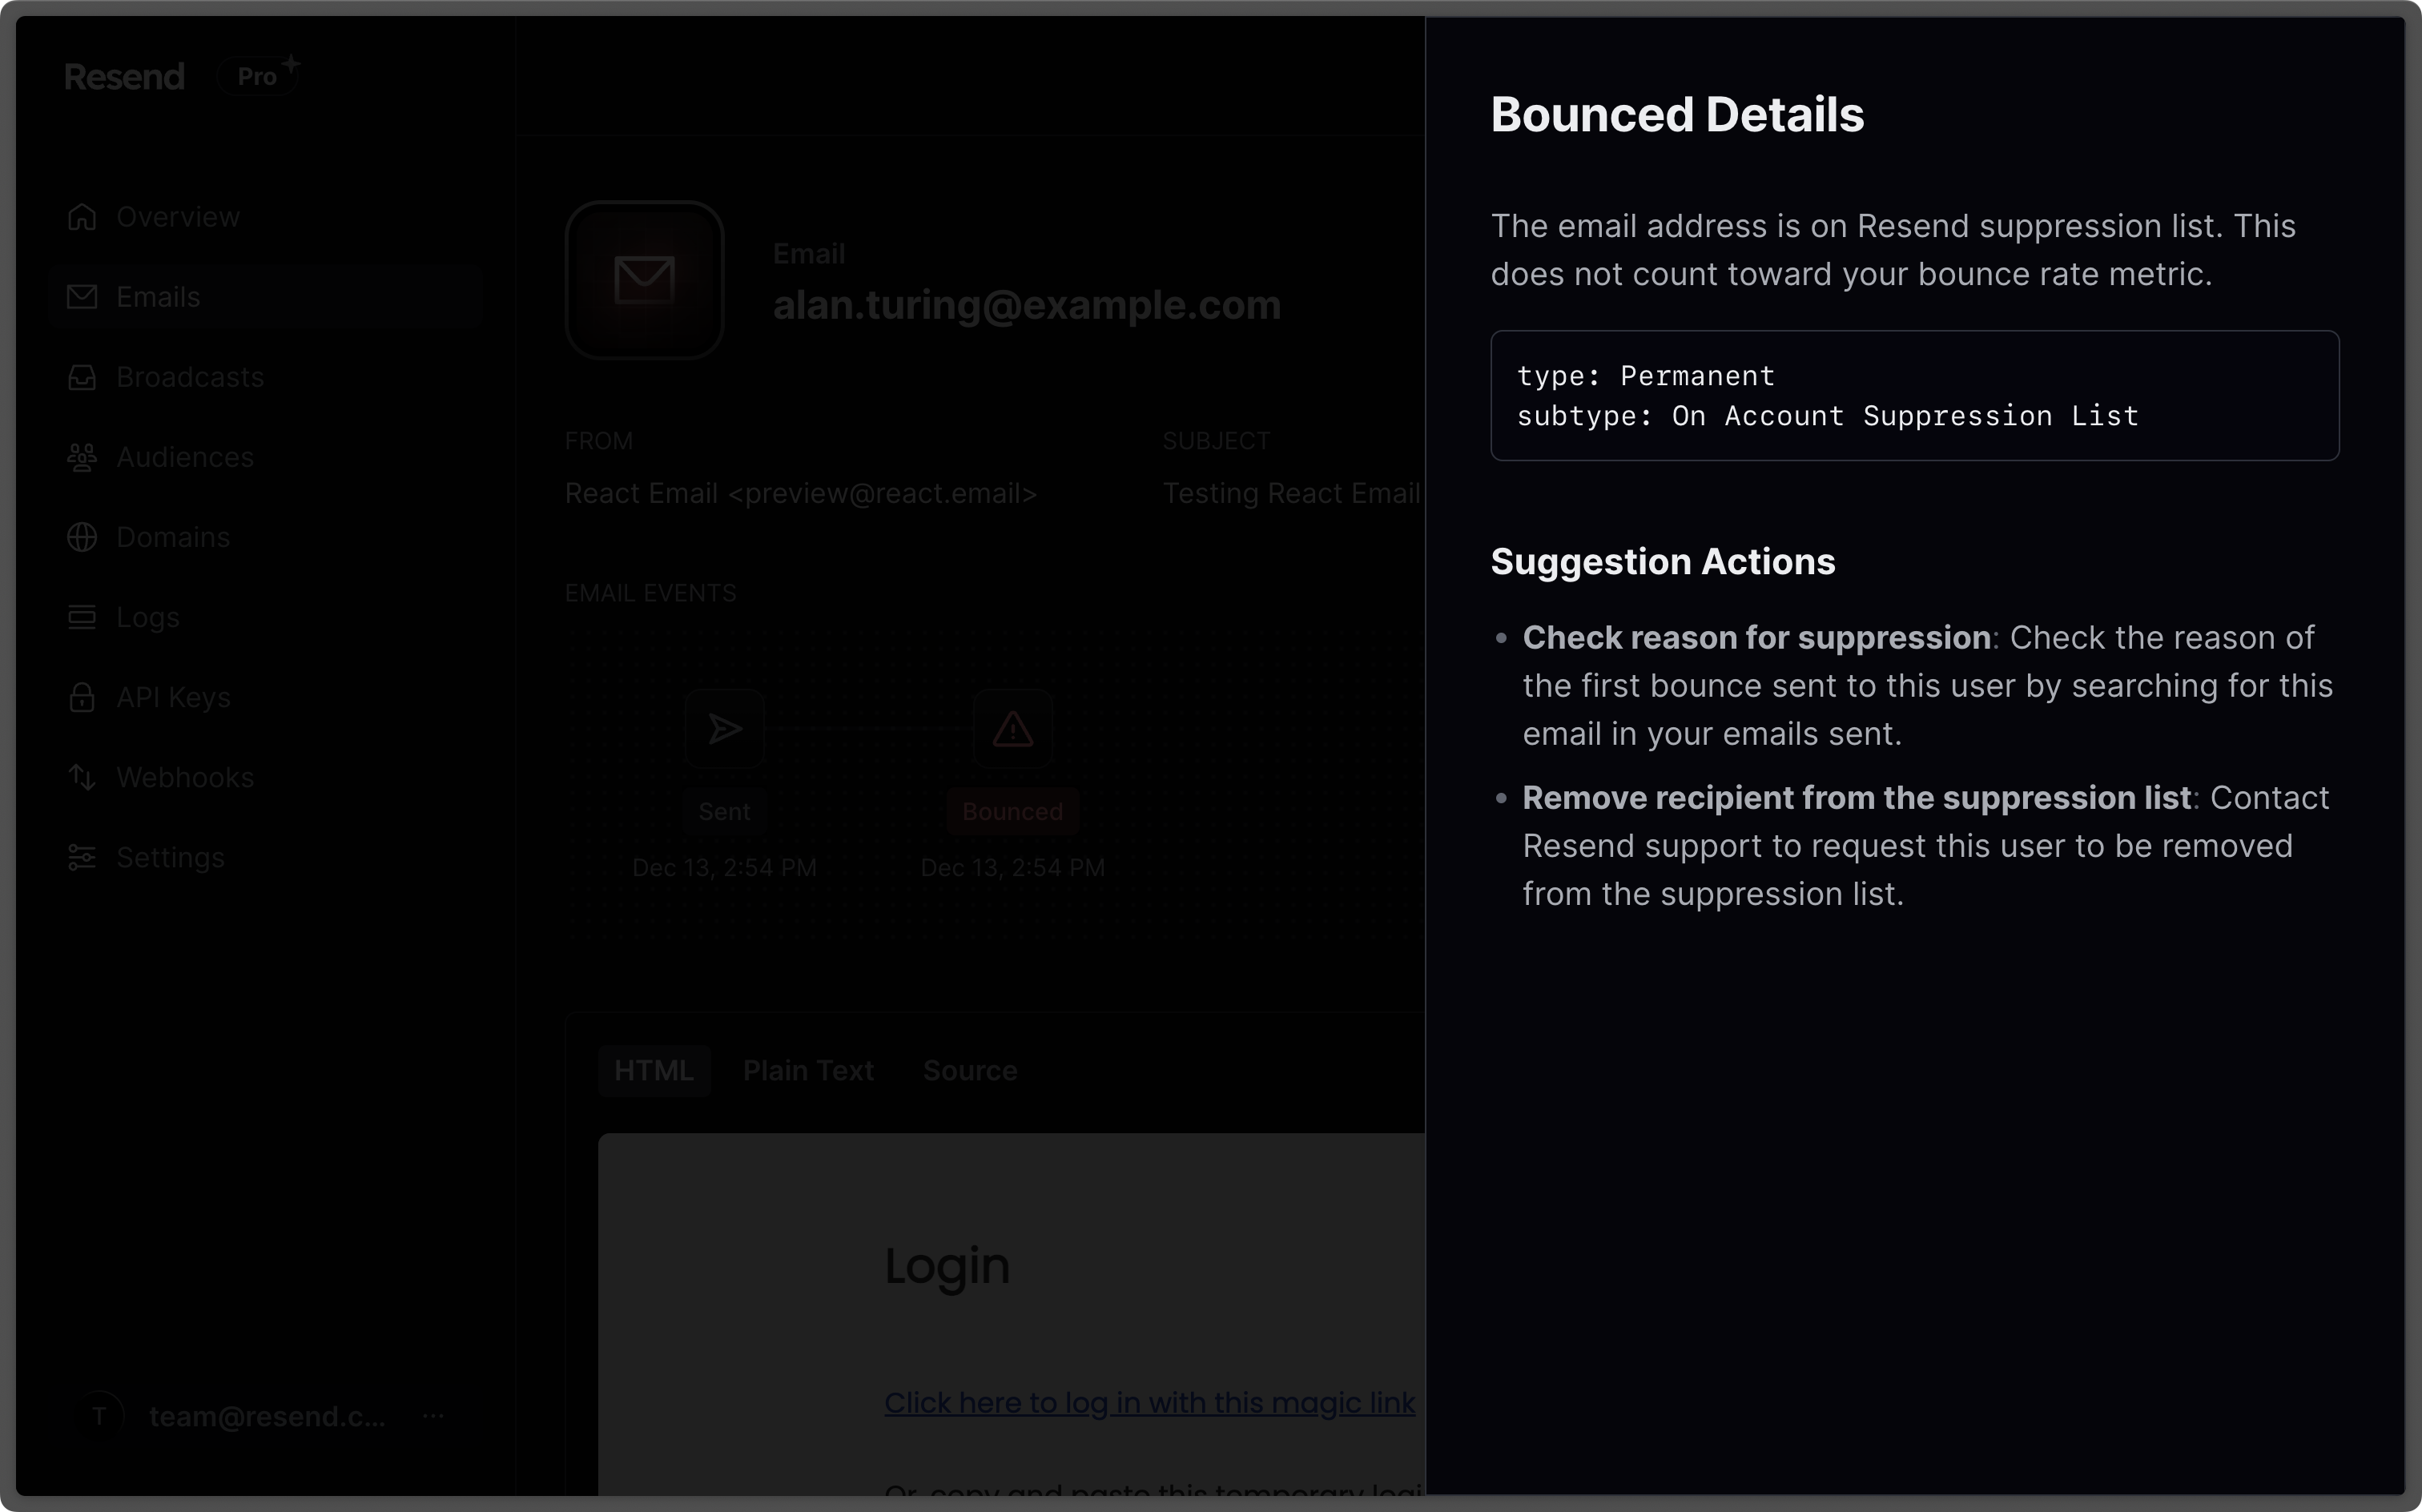 Resend Pro
Overview
Emails
Broadcasts
Audiences
Domains
Logs
API Keys
Webhooks
Settings
T team@resend.c... ...
Email
alan.turing@example.com
FROM
React Email <preview@react.email>
SUBJECT
Testing React Email
EMAIL EVENTS
Sent
Dec 13, 2:54 PM
Bounced
Dec 13, 2:54 PM
HTML Plain Text Source
Login
Click here to log in with this magic link
Or, copy and paste this temporary logi
Bounced Details
The email address is on Resend suppression list. This
does not count toward your bounce rate metric.
type: Permanent
subtype: On Account Suppression List
Suggestion Actions
• Check reason for suppression: Check the reason of
the first bounce sent to this user by searching for this
email in your emails sent.
• Remove recipient from the suppression list: Contact
Resend support to request this user to be removed
from the suppression list.